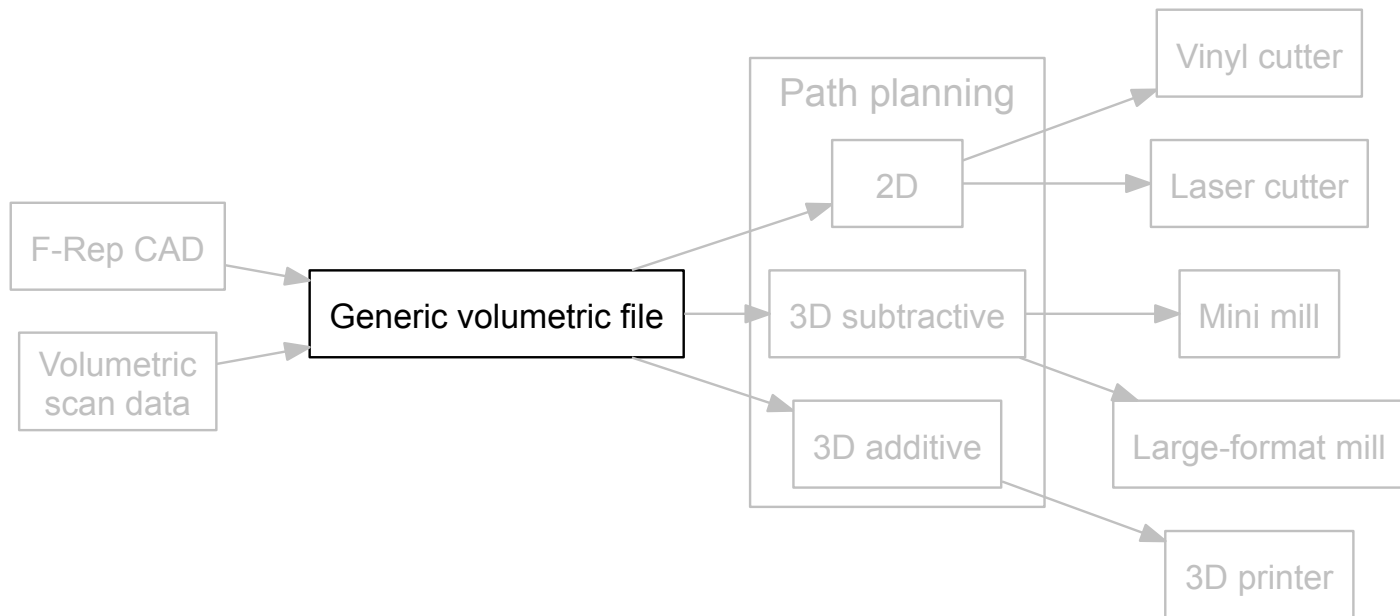 F-Rep CAD
Volumetric
scan data
Generic volumetric file
Path planning
2D
3D subtractive
3D additive
Vinyl cutter
Laser cutter
Mini mill
Large-format mill
3D printer